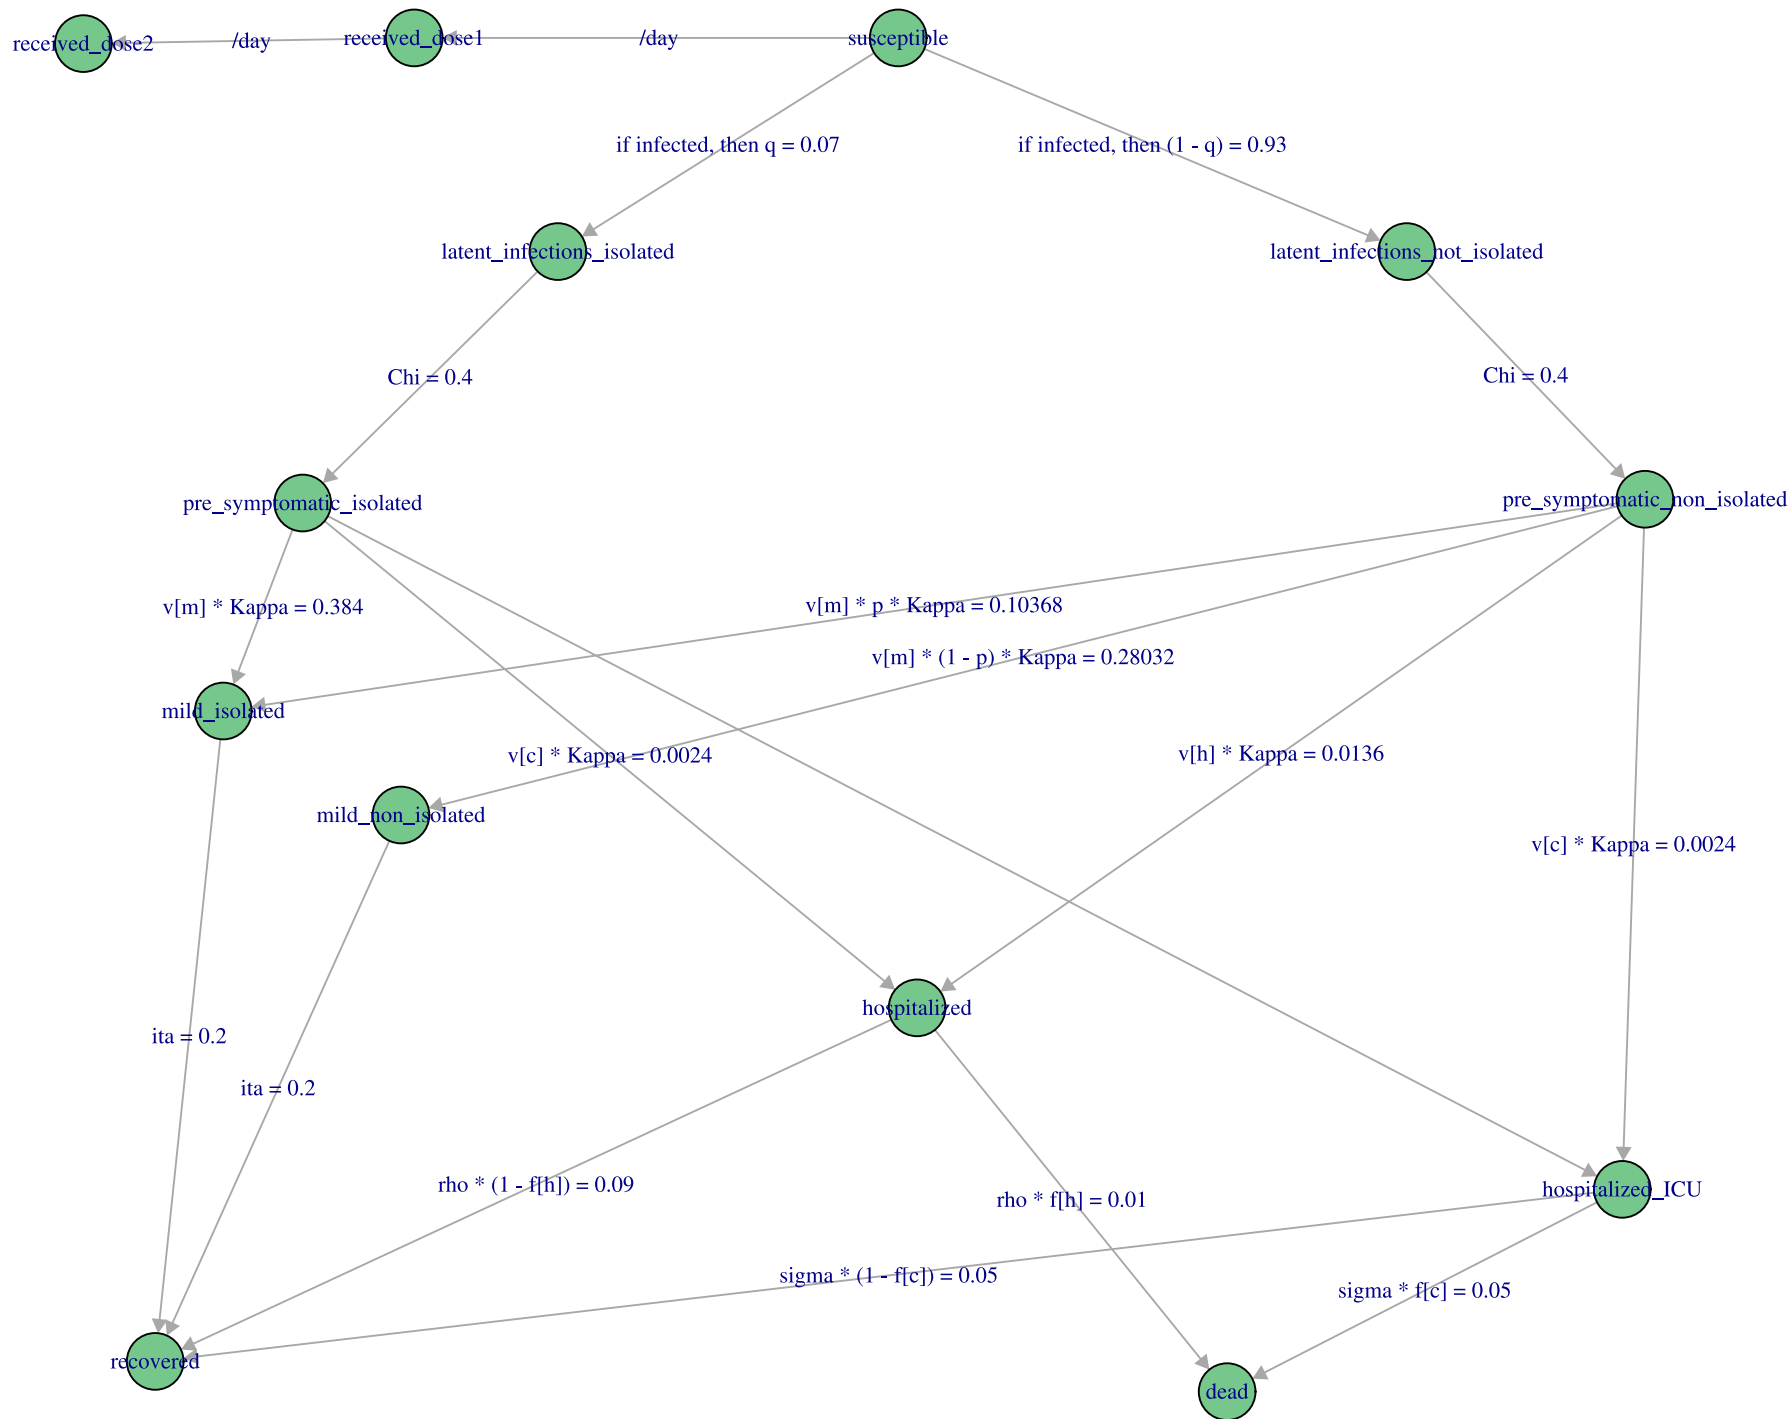 received_dose2
/day
received_dose1
/day
susceptible
if infected, then q = 0.07
if infected, then (1 - q) = 0.93
latent_infections_isolated
latent_infections_not_isolated
Chi = 0.4
Chi = 0.4
pre_symptomatic_isolated
pre_symptomatic_non_isolated
v[m] * Kappa = 0.384
v[m] * p * Kappa = 0.10368
v[m] * (1 - p) * Kappa = 0.28032
mild_isolated
v[c] * Kappa = 0.0024
v[h] * Kappa = 0.0136
mild_non_isolated
v[c] * Kappa = 0.0024
hospitalized
ita = 0.2
ita = 0.2
rho * (1 - f[h]) = 0.09
rho * f[h] = 0.01
hospitalized_ICU
sigma * (1 - f[c]) = 0.05
sigma * f[c] = 0.05
recovered
dead